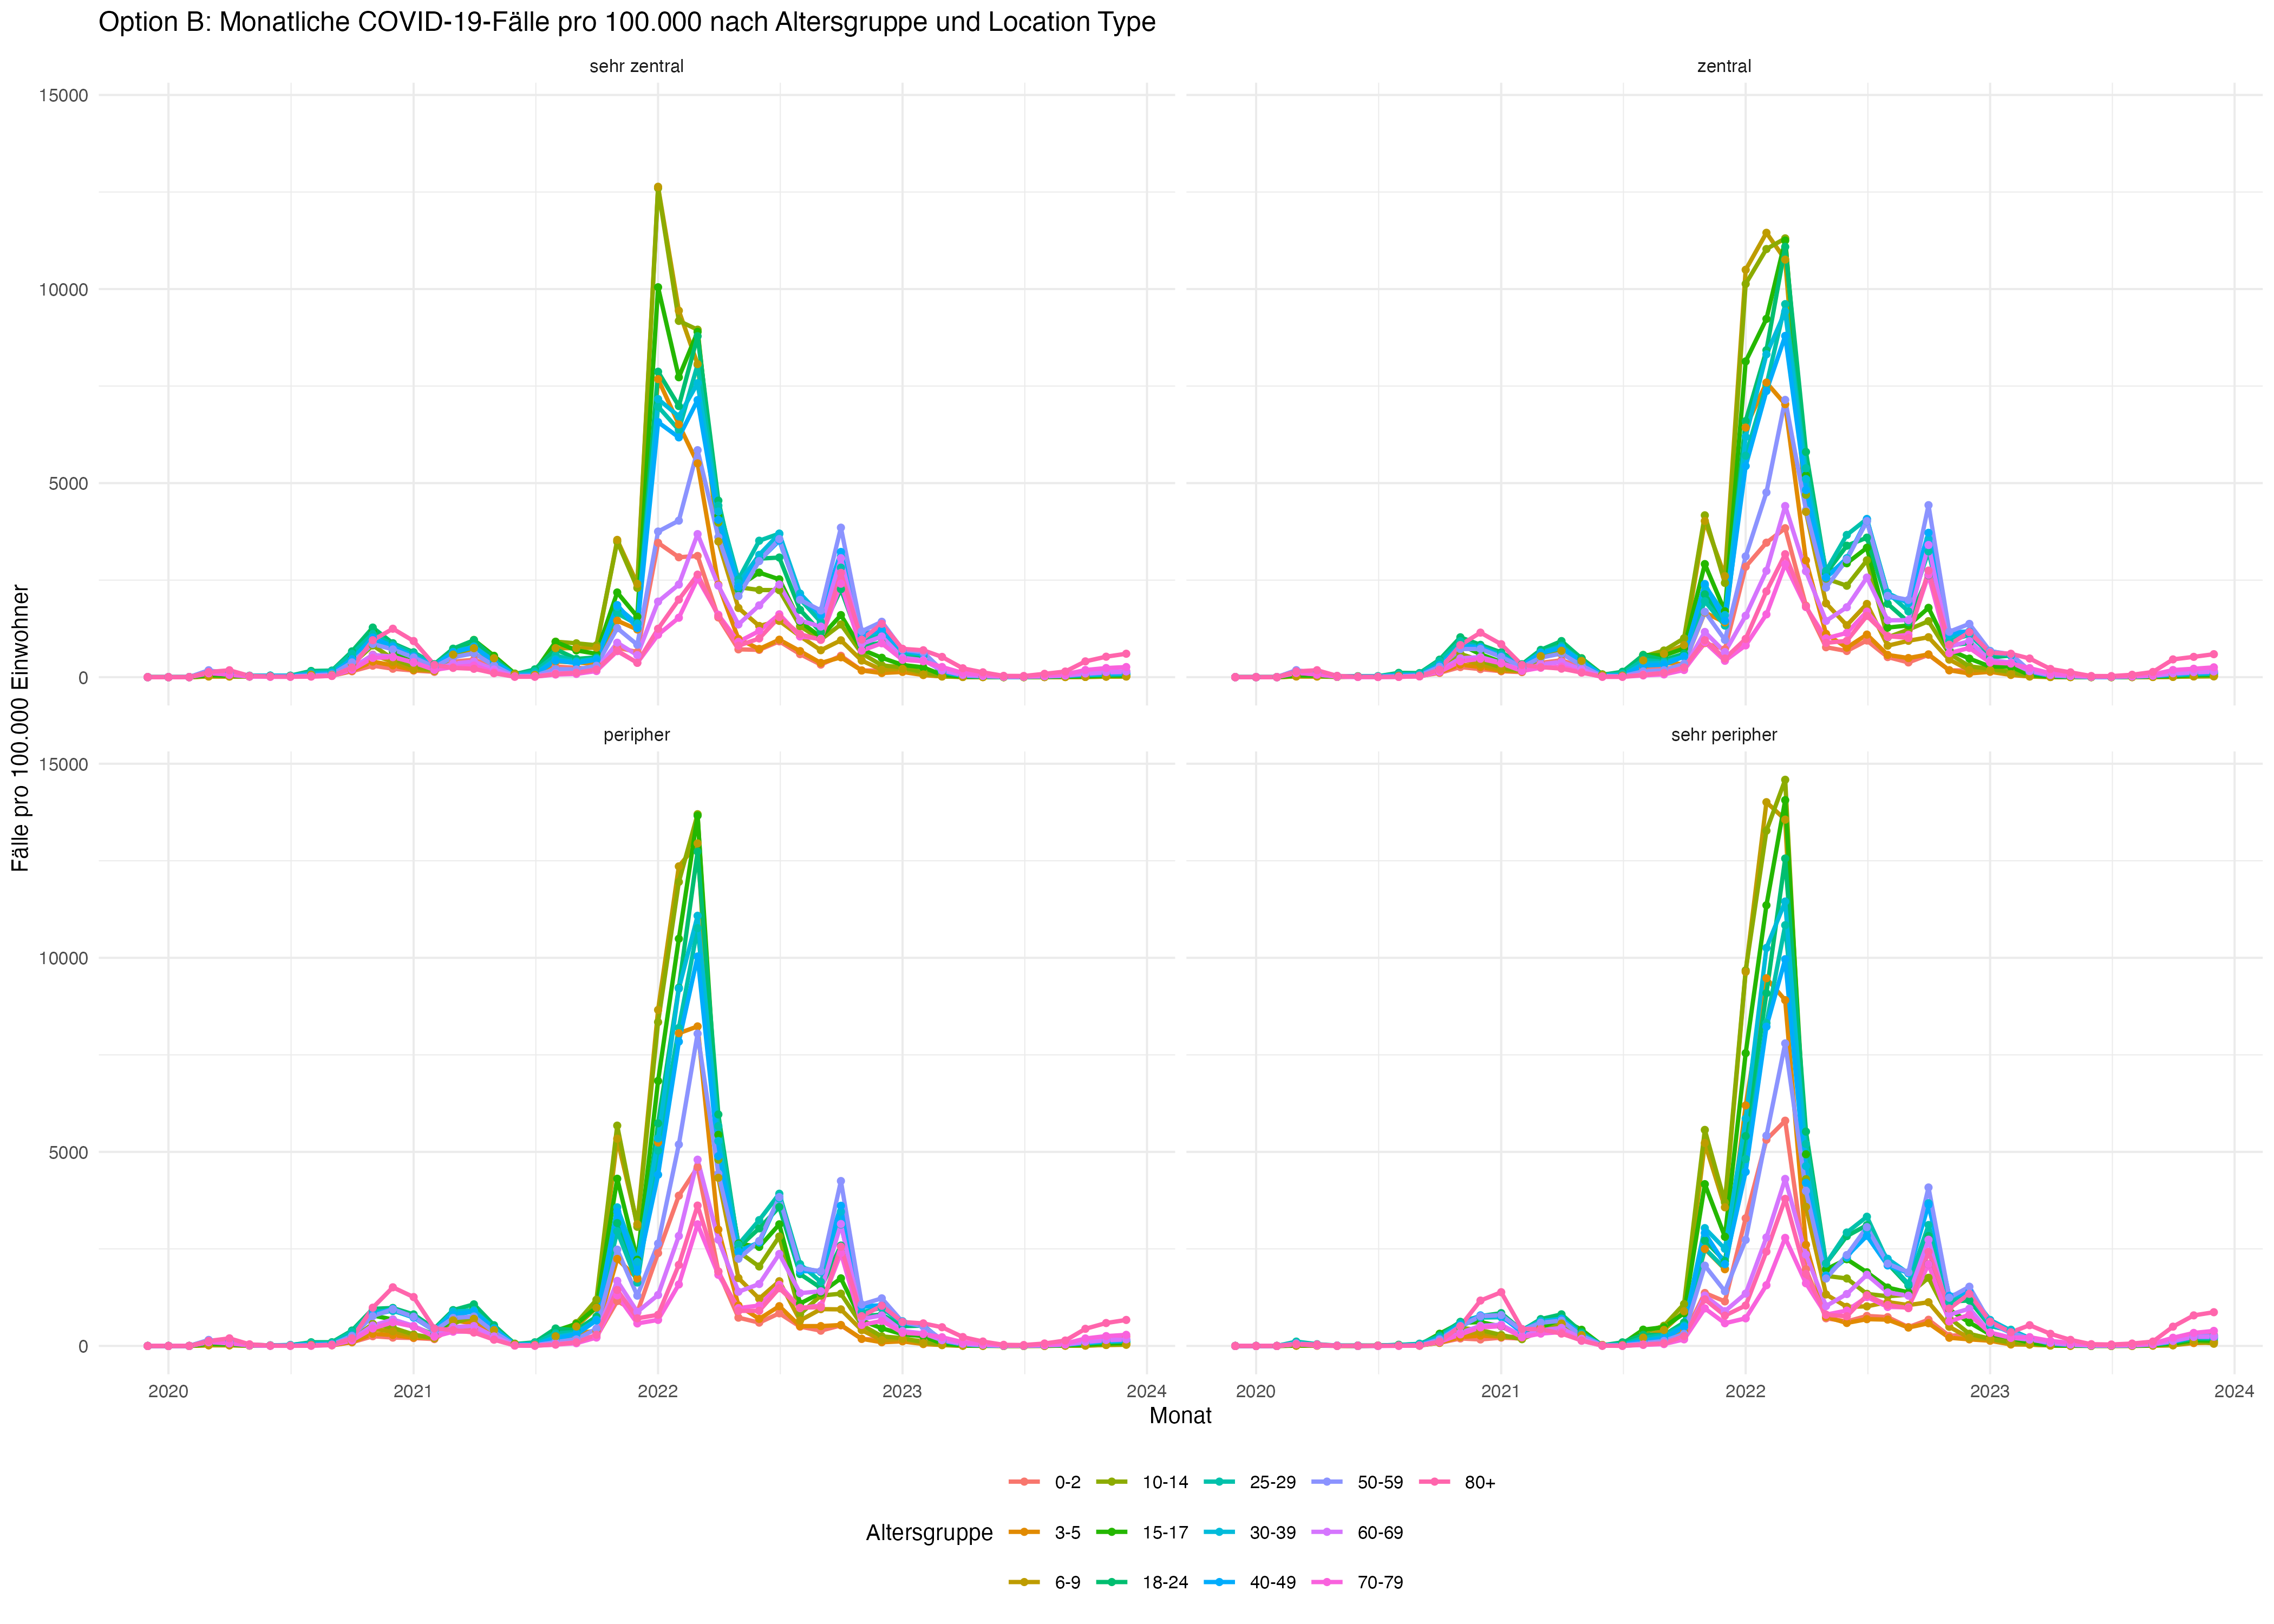 Option B: Monatliche COVID-19-Fälle pro 100.000 nach Altersgruppe und Location Type
sehr zentral
zentral
15000
10000
5000
0
peripher
sehr peripher
15000
10000
5000
0
Fälle pro 100.000 Einwohner
2020 2021 2022 2023 2024
2020 2021 2022 2023 2024
Monat
Altersgruppe
0-2 10-14 25-29 50-59 80+
3-5 15-17 30-39 60-69
6-9 18-24 40-49 70-79